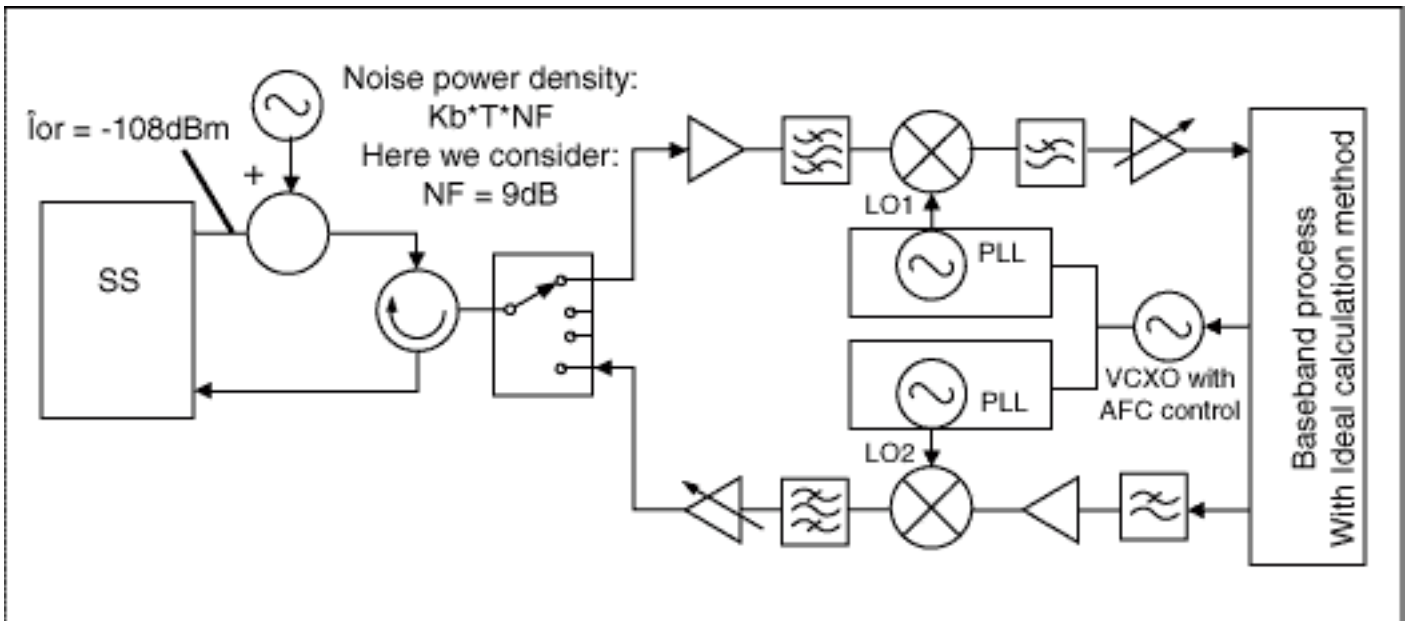 Noise power density:
Kb*T*NF
Here we consider:
NF = 9dB
Îor = -108dBm
+
SS
LO1
PLL
PLL
LO2
VCXO with
AFC control
Baseband process
With Ideal calculation method